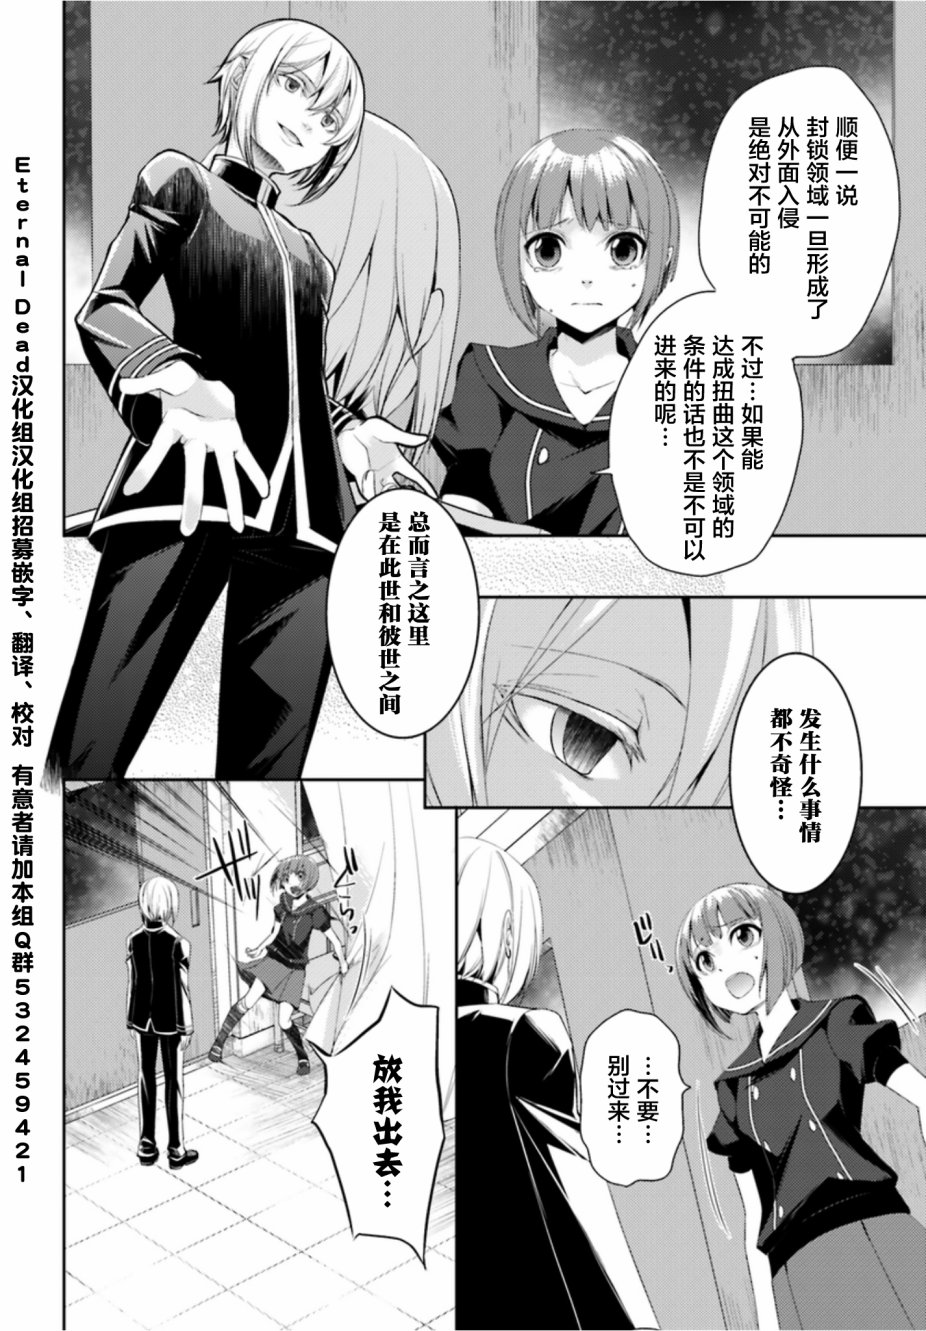 顺便一说
封锁领域一旦形成了
从外面入侵
是绝对不可能的
不过…如果能
达成扭曲这个领域的
条件的话也不是不可以
进来的呢…
总而言之这里
是在此世和彼世之间
发生什么事情
都不奇怪…
…不要…
别过来…
放我出去…
Eternal Dead汉化组汉化组招募嵌字、翻译、校对 有意者请加本组Q群532459421